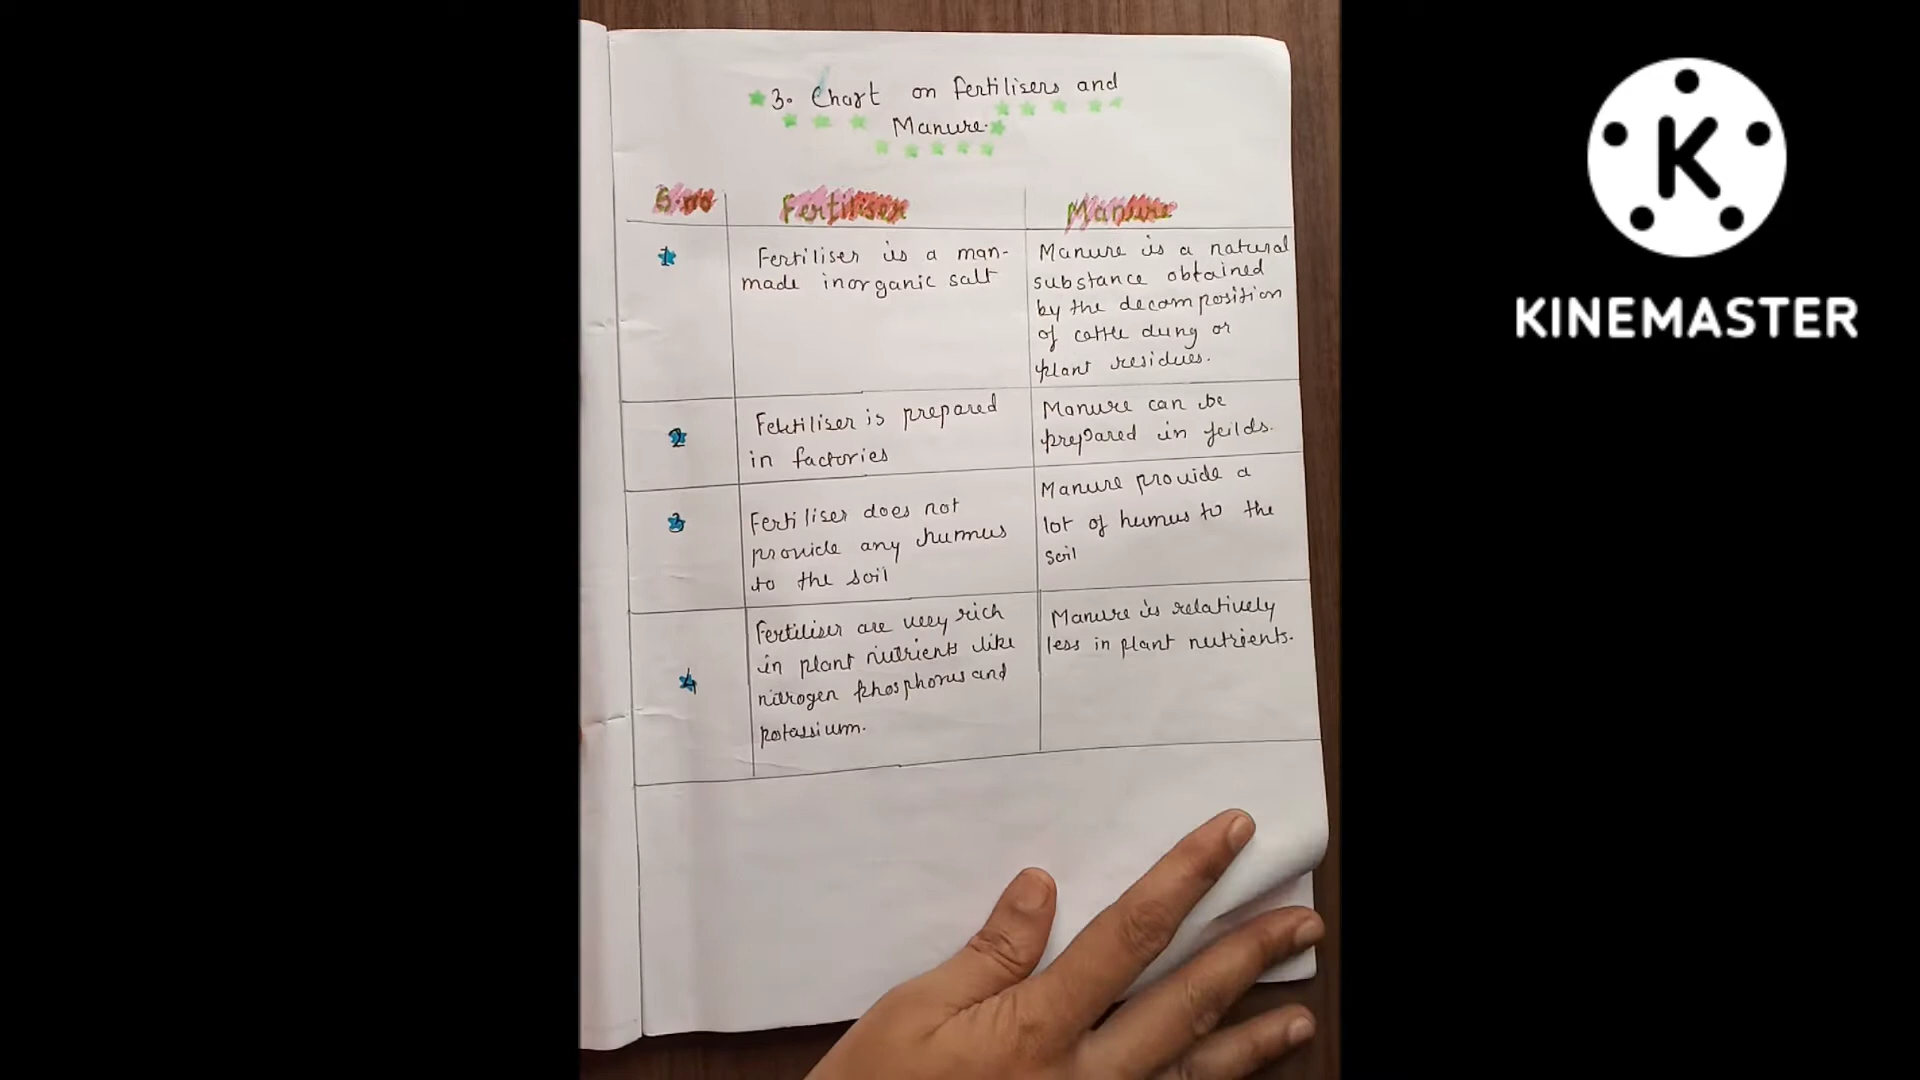 3. Chart on fertilisers and
Manure.
S.no
Fertiliser
Manure
1
Fertiliser is a man-
made inorganic salt
Manure is a natural
substance obtained
by the decomposition
of cattle dung or
plant residues.
2
Fertiliser is prepared
in factories
Manure can be
prepared in feilds.
3
Fertiliser does not
provide any humus
to the soil
Manure provide a
lot of humus to the
soil
4
Fertiliser are very rich
in plant nutrients like
nitrogen phosphorus and
potassium.
Manure is relatively
less in plant nutrients.
K
KINEMASTER